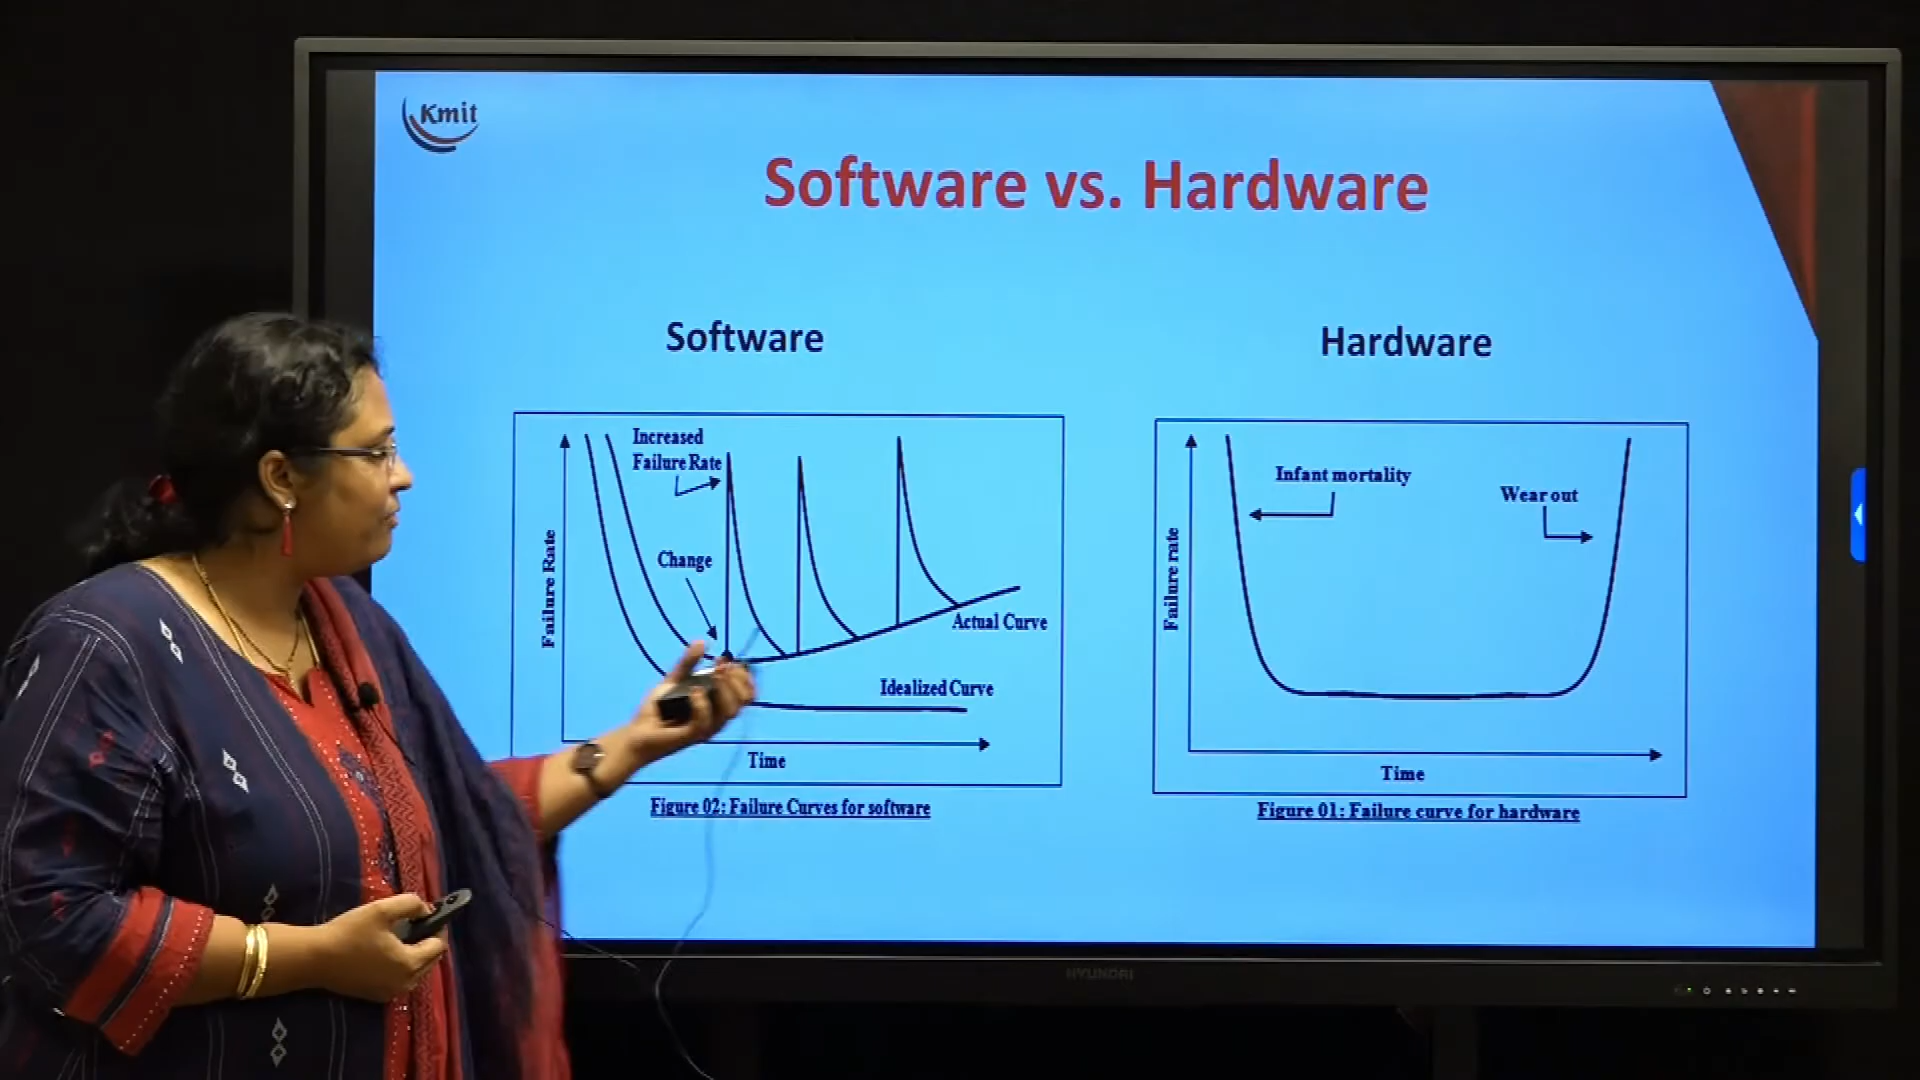 Kmit
Software vs. Hardware
Software
Increased
Failure Rate
Change
Failure Rate
Actual Curve
Idealized Curve
Time
Figure 02: Failure Curves for software
Hardware
Infant mortality
Wear out
Failure rate
Time
Figure 01: Failure curve for hardware
HYUNDAI